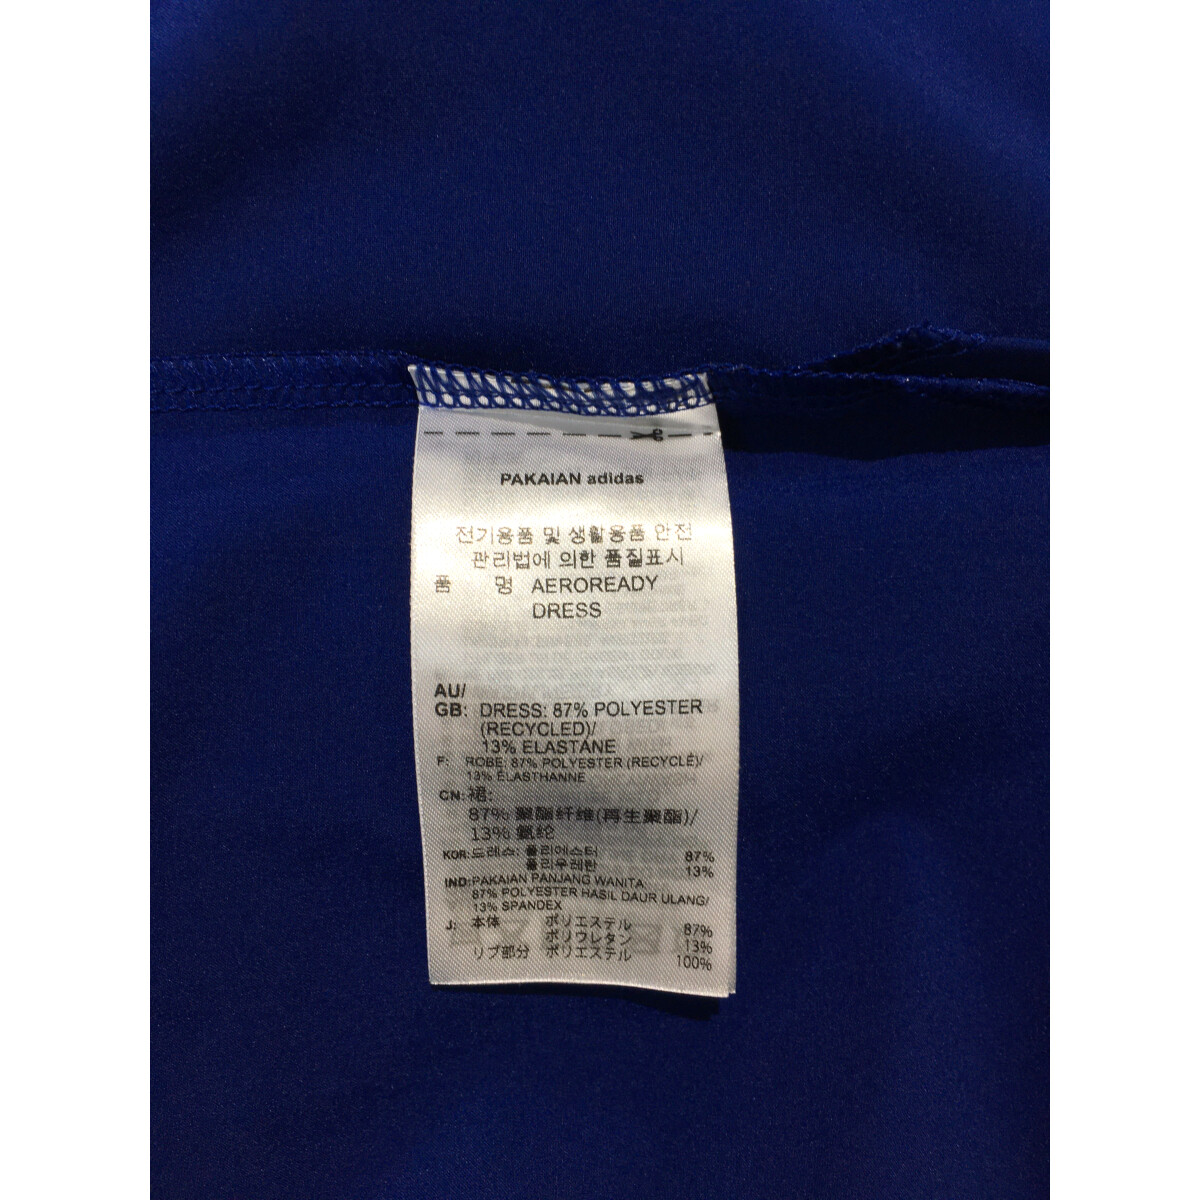 PAKAIAN adidas
전기용품 및 생활용품 안전
관리법에 의한 품질표시
품 명 AEROREADY
DRESS
AU/
GB: DRESS: 87% POLYESTER
(RECYCLED)/
13% ELASTANE
F: ROBE: 87% POLYESTER (RECYCLÉ)/
13% ÉLASTHANNE
CN: 裙:
87% 聚酯纤维(再生聚酯)/
13% 氨纶
KOR: 드레스: 폴리에스터 87%
폴리우레탄 13%
IND: PAKAIAN PANJANG WANITA:
87% POLYESTER HASIL DAUR ULANG/
13% SPANDEX
J: 本体 ポリエステル 87%
ポリウレタン 13%
リブ部分 ポリエステル 100%